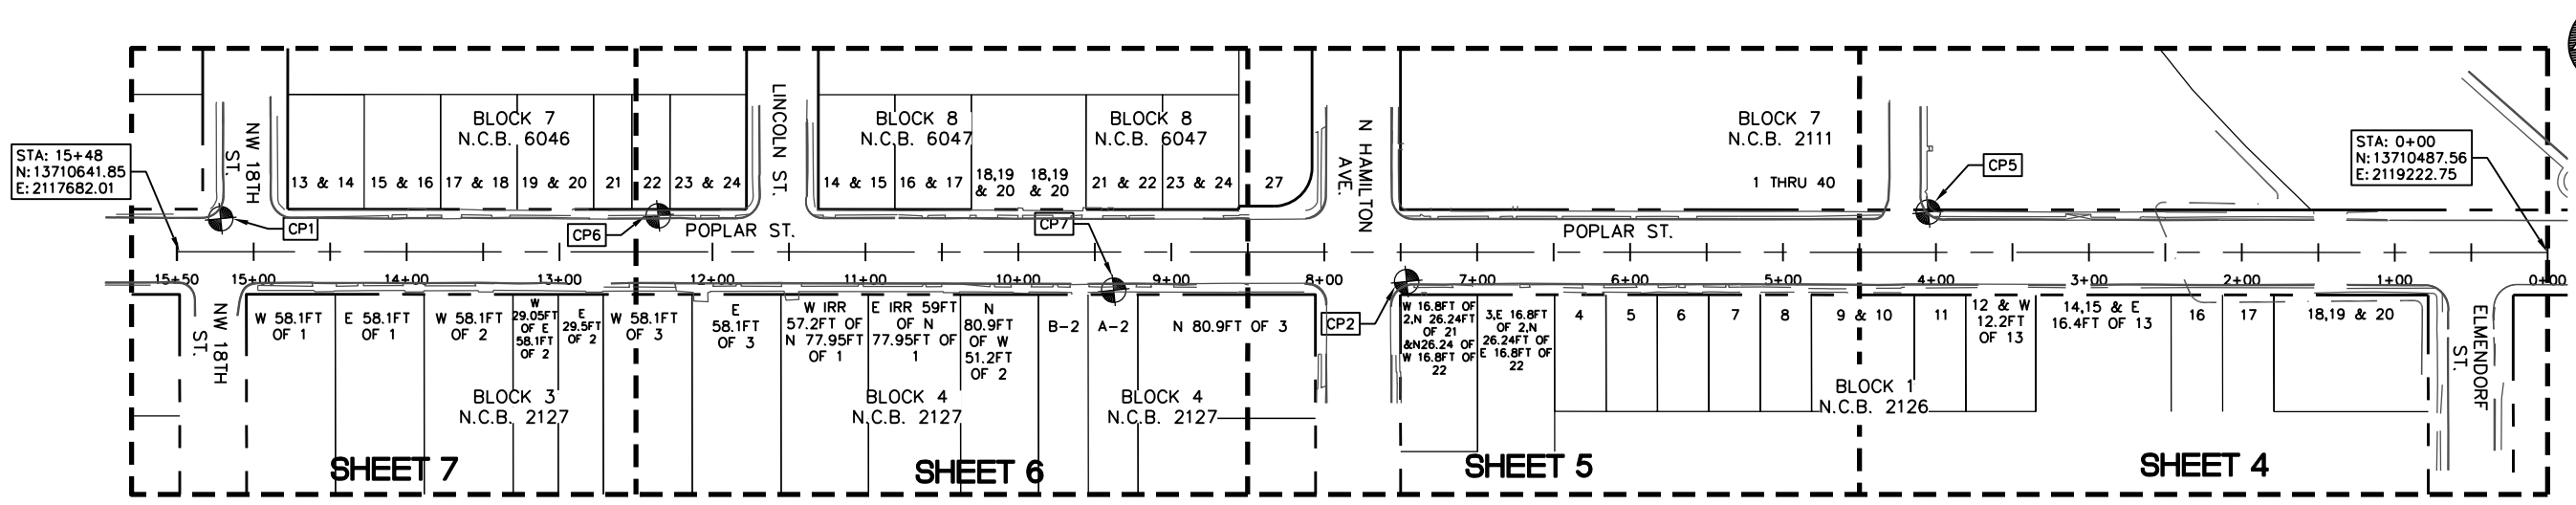 STA: 15+48
N:13710641.85
E:2117682.01
NW 18TH
ST.
BLOCK 7
N.C.B. 6046
13 & 14
15 & 16
17 & 18
19 & 20
21
22
23 & 24
LINCOLN ST.
BLOCK 8
N.C.B. 6047
14 & 15
16 & 17
18,19
& 20
18,19
& 20
BLOCK 8
N.C.B. 6047
21 & 22
23 & 24
27
N HAMILTON
AVE.
BLOCK 7
N.C.B. 2111
1 THRU 40
CP5
STA: 0+00
N:13710487.56
E:2119222.75
CP1
CP6
POPLAR ST.
CP7
POPLAR ST.
15+50
15+00
14+00
13+00
12+00
11+00
10+00
9+00
8+00
7+00
6+00
5+00
4+00
3+00
2+00
1+00
0+00
NW 18TH
ST.
W 58.1FT
OF 1
E 58.1FT
OF 1
W 58.1FT
OF 2
W
29.05FT
OF E
58.1FT
OF 2
E
29.5FT
OF 2
W 58.1FT
OF 3
E
58.1FT
OF 3
W IRR
57.2FT OF
N 77.95FT
OF 1
E IRR 59FT
OF N
77.95FT OF
1
N
80.9FT
OF W
51.2FT
OF 2
B-2
A-2
N 80.9FT OF 3
CP2
W 16.8FT OF
2,N 26.24FT
OF 21
&N26.24 OF
W 16.8FT OF
22
3,E 16.8FT
OF 2,N
26.24FT OF
E 16.8FT OF
22
4
5
6
7
8
9 & 10
11
12 & W
12.2FT
OF 13
14,15 & E
16.4FT OF 13
16
17
18,19 & 20
ELMENDORF
ST.
BLOCK 3
N.C.B. 2127
BLOCK 4
N.C.B. 2127
BLOCK 4
N.C.B. 2127
BLOCK 1
N.C.B. 2126
SHEET 7
SHEET 6
SHEET 5
SHEET 4